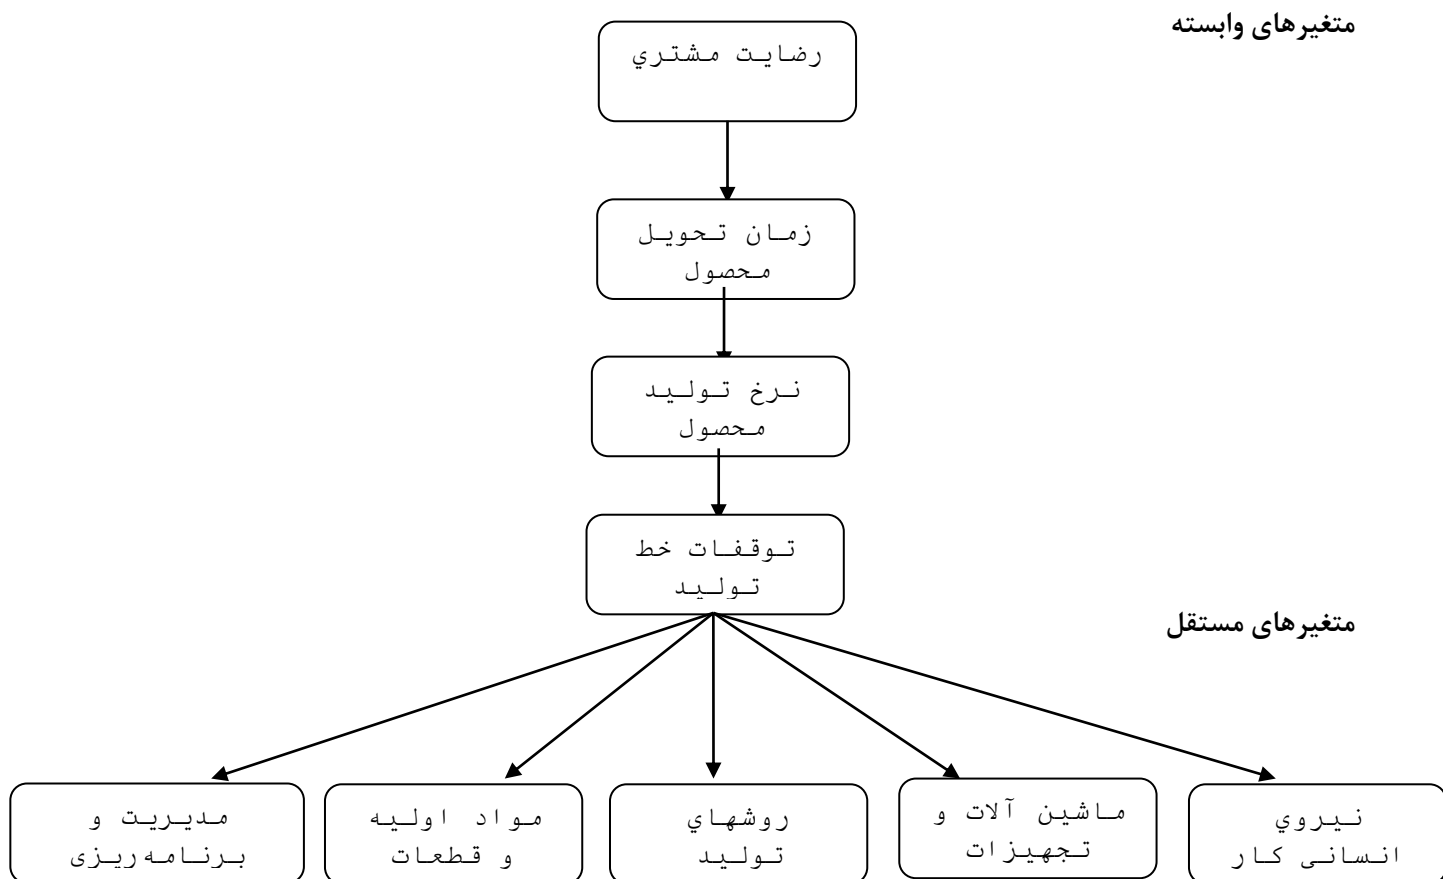 متغیرهای وابسته
رضايت مشتري
زمان تحويل
محصول
نرخ توليد
محصول
توقفات خط
توليد
متغیرهای مستقل
نيروي
انسانی کار
ماشين آلات و
تجهيزات
روشهاي
توليد
مواد اوليه
و قطعات
مديريت و
برنامه ریزی